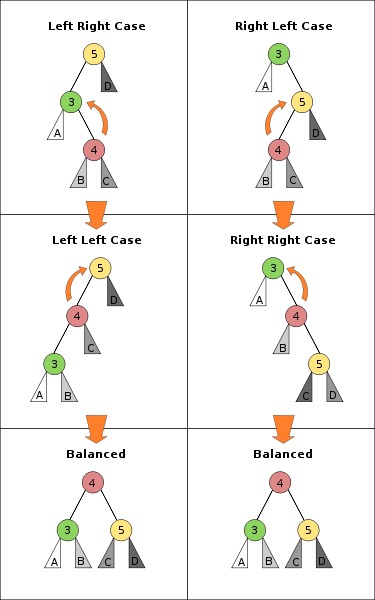 Left Right Case
5
D
3
A
4
B C
Right Left Case
3
A
5
D
4
B C
Left Left Case
5
D
4
C
3
A B
Right Right Case
3
A
4
B
5
C D
Balanced
4
3 5
A B C D
Balanced
4
3 5
A B C D